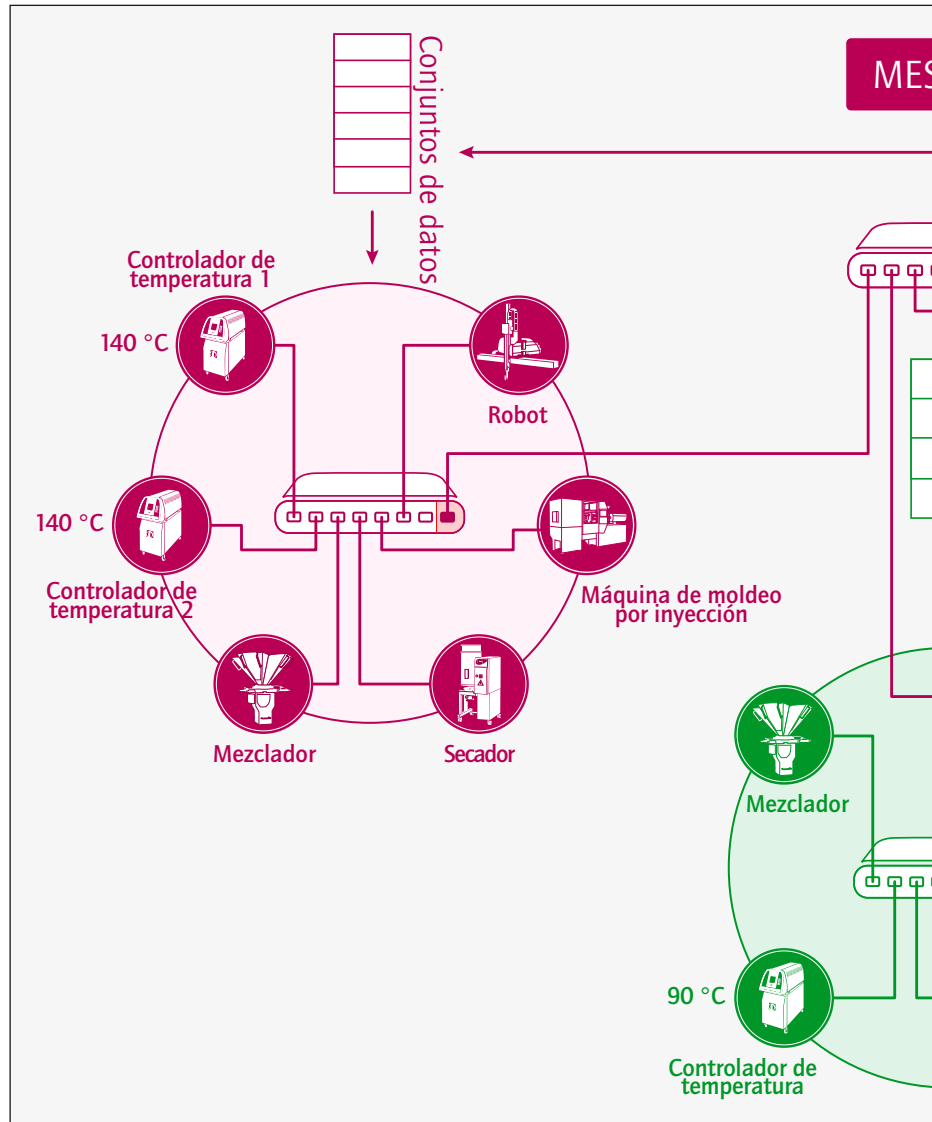 Conjuntos de datos
MES
Controlador de
temperatura 1
140 °C
Robot
140 °C
Controlador de
temperatura 2
Máquina de moldeo
por inyección
Mezclador
Secador
Mezclador
90 °C
Controlador de
temperatura